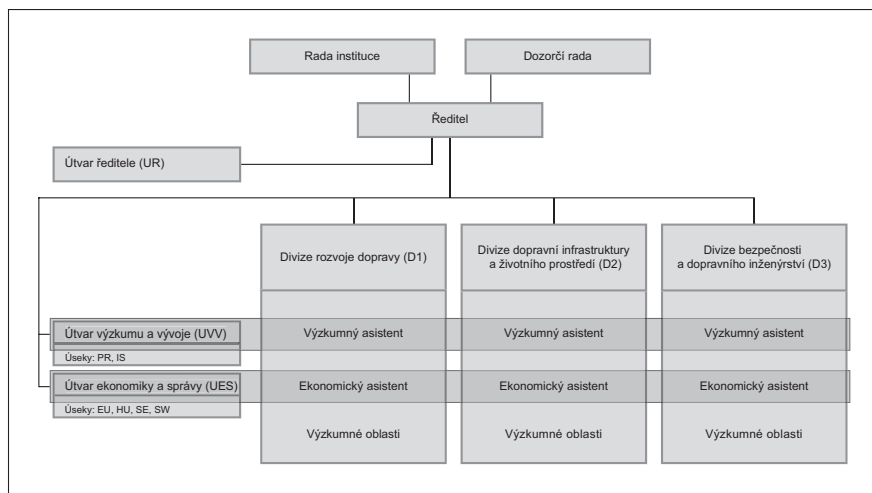 Rada instituce
Dozorčí rada
Ředitel
Útvar ředitele (UR)
Divize rozvoje dopravy (D1)
Divize dopravní infrastruktury
a životního prostředí (D2)
Divize bezpečnosti
a dopravního inženýrství (D3)
Útvar výzkumu a vývoje (UVV)
Výzkumný asistent
Výzkumný asistent
Výzkumný asistent
Úseky: PR, IS
Útvar ekonomiky a správy (UES)
Ekonomický asistent
Ekonomický asistent
Ekonomický asistent
Úseky: EU, HU, SE, SW
Výzkumné oblasti
Výzkumné oblasti
Výzkumné oblasti